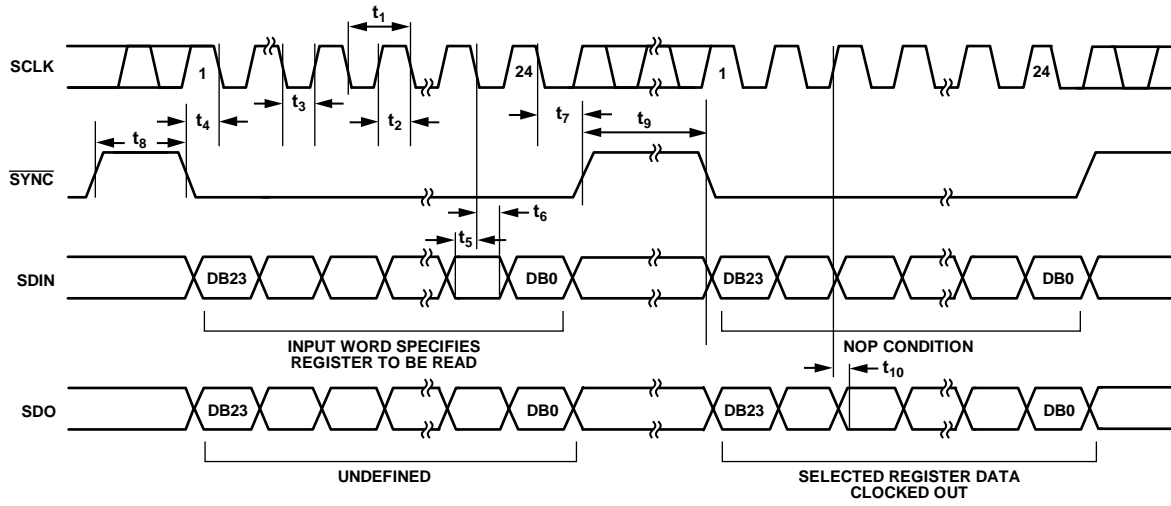 t1
SCLK
1
24
1
24
t3
t4
t2
t7
t9
t8
SYNC
t6
t5
SDIN
DB23
DB0
DB23
DB0
INPUT WORD SPECIFIES
REGISTER TO BE READ
NOP CONDITION
t10
SDO
DB23
DB0
DB23
DB0
UNDEFINED
SELECTED REGISTER DATA
CLOCKED OUT